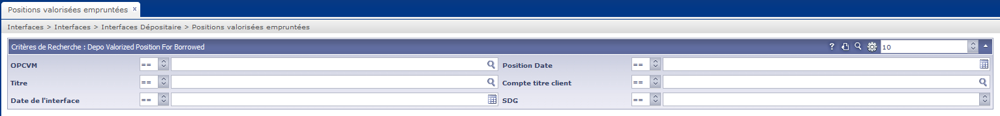 Positions valorisées empruntées ×
Interfaces > Interfaces > Interfaces Dépositaire > Positions valorisées empruntées
Critères de Recherche : Depo Valorized Position For Borrowed ? 10
OPCVM == Position Date ==
Titre == Compte titre client ==
Date de l'interface == SDG ==